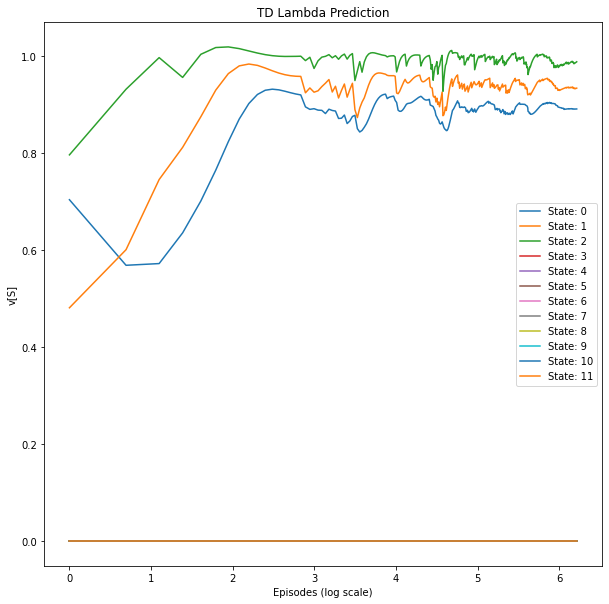 TD Lambda Prediction
v[S]
1.0
0.8
0.6
0.4
0.2
0.0
State: 0
State: 1
State: 2
State: 3
State: 4
State: 5
State: 6
State: 7
State: 8
State: 9
State: 10
State: 11
0 1 2 3 4 5 6
Episodes (log scale)